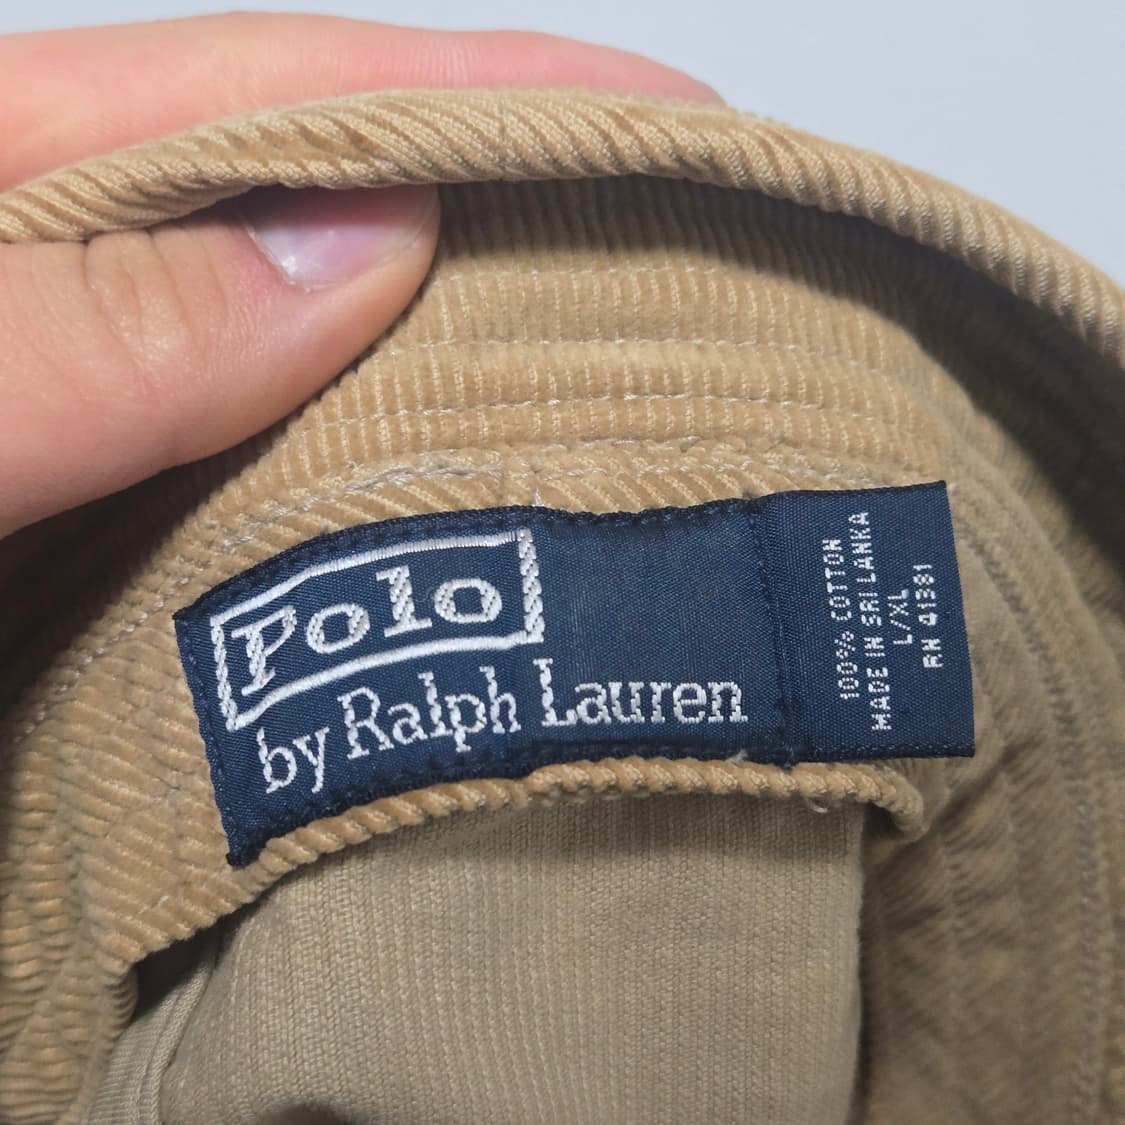 Polo
by Ralph Lauren
100% COTTON
MADE IN SRI LANKA
L/XL
RN 41381